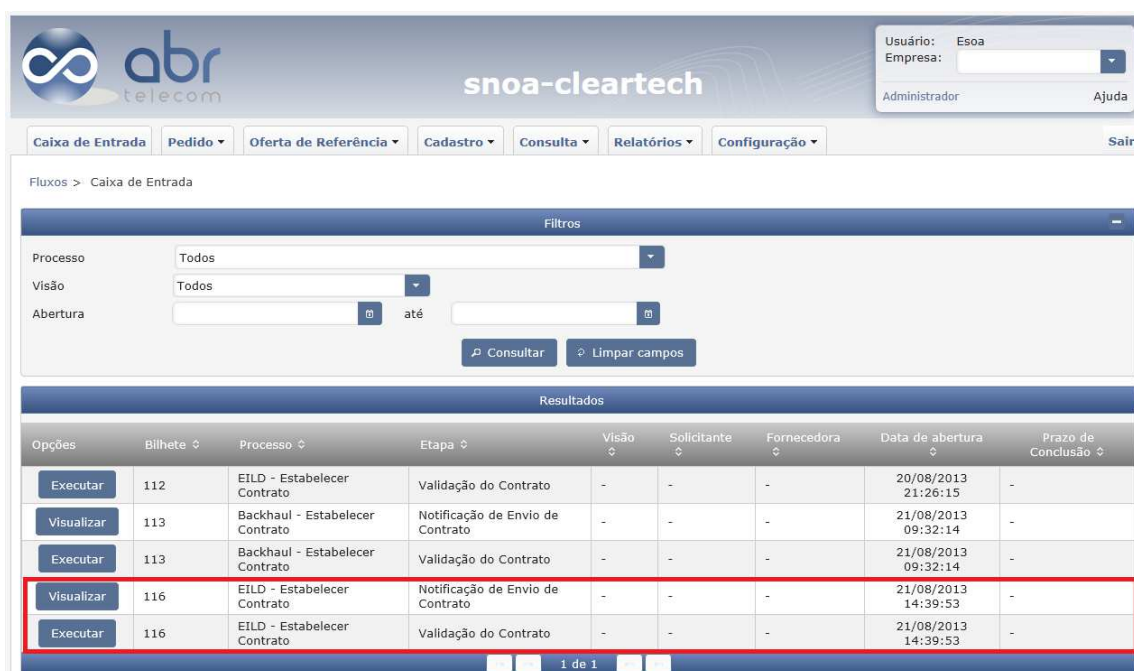 abr
telecom
snoa-cleartech
Usuário: Esoa
Empresa:
Administrador Ajuda
Caixa de Entrada Pedido Oferta de Referência Cadastro Consulta Relatórios Configuração Sair
Fluxos > Caixa de Entrada
Filtros
Processo Todos
Visão Todos
Abertura até
Consultar Limpar campos
Resultados
Opções Bilhete Processo Etapa Visão Solicitante Fornecedora Data de abertura Prazo de Conclusão
Executar 112 EILD - Estabelecer Contrato Validação do Contrato - - - 20/08/2013 21:26:15 -
Visualizar 113 Backhaul - Estabelecer Contrato Notificação de Envio de Contrato - - - 21/08/2013 09:32:14 -
Executar 113 Backhaul - Estabelecer Contrato Validação do Contrato - - - 21/08/2013 09:32:14 -
Visualizar 116 EILD - Estabelecer Contrato Notificação de Envio de Contrato - - - 21/08/2013 14:39:53 -
Executar 116 EILD - Estabelecer Contrato Validação do Contrato - - - 21/08/2013 14:39:53 -
1 de 1